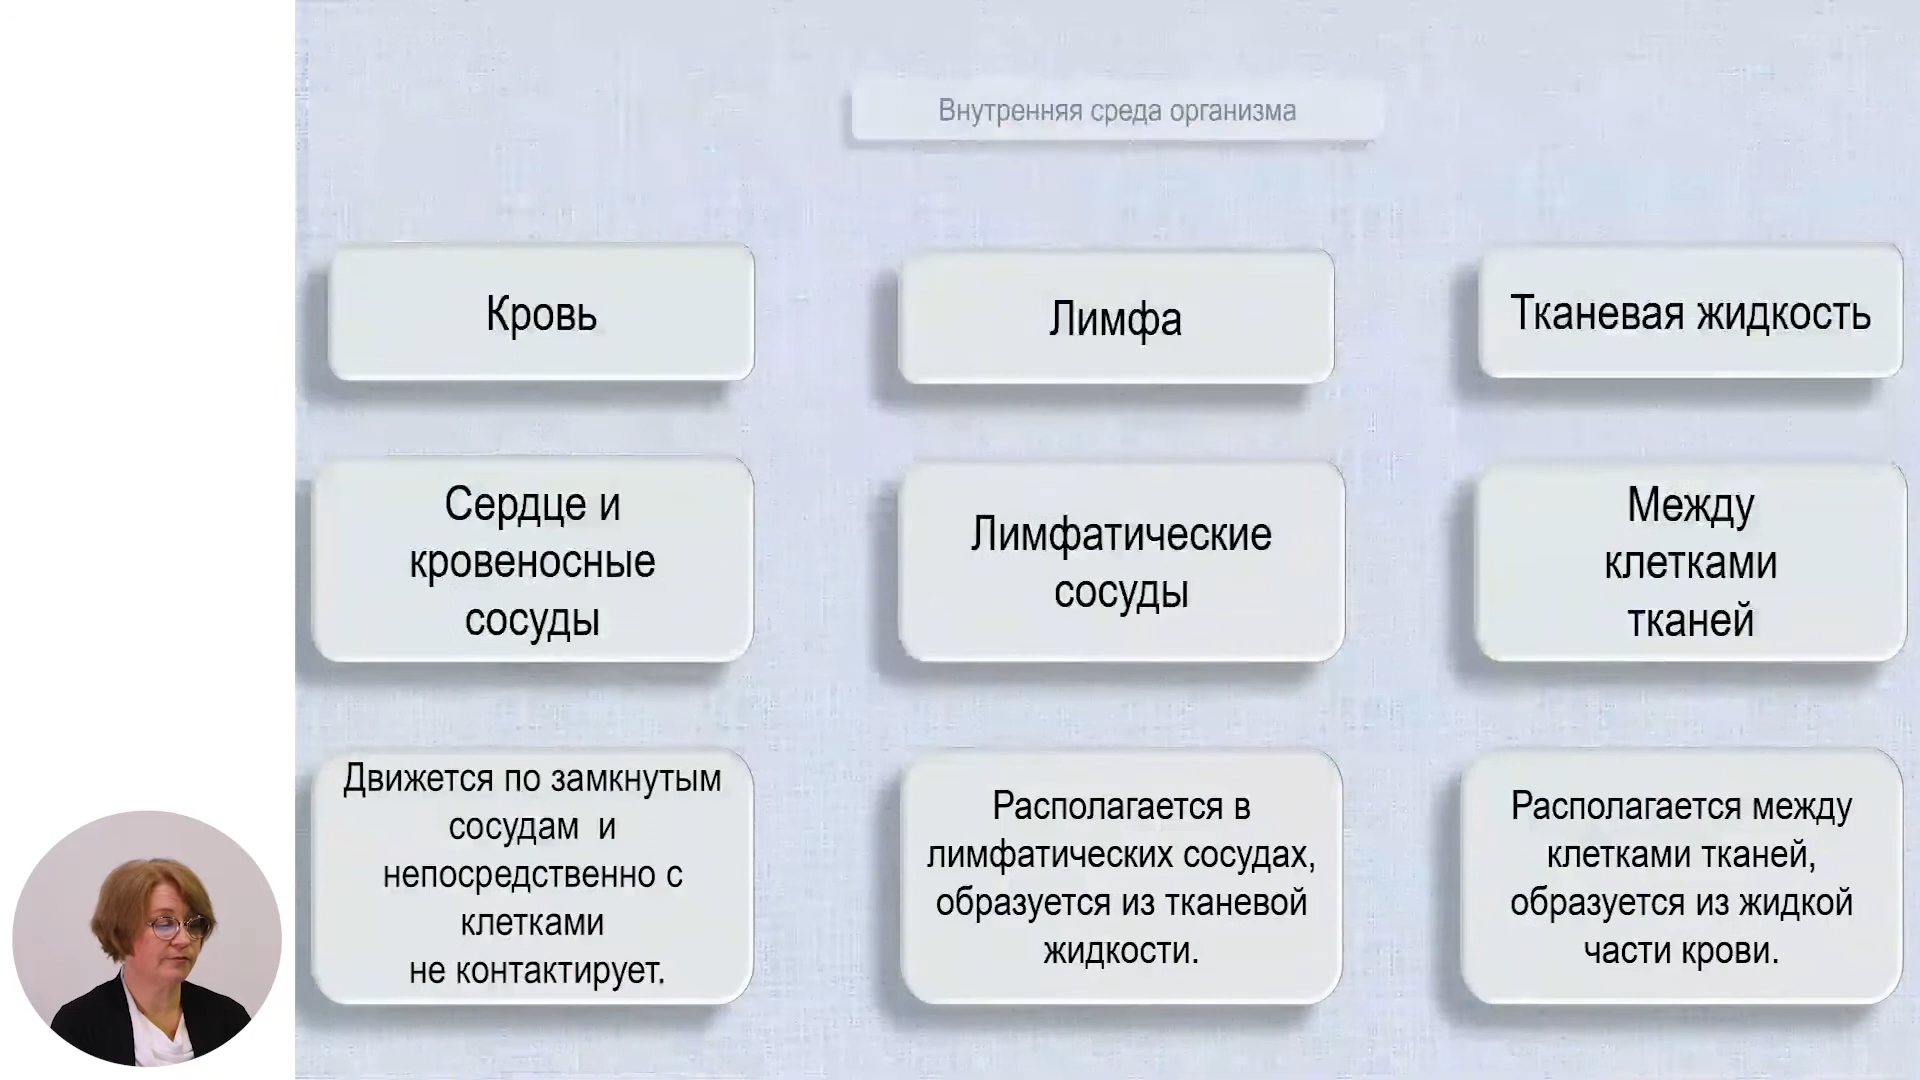 Внутренняя среда организма
Кровь
Лимфа
Тканевая жидкость
Сердце и
кровеносные
сосуды
Лимфатические
сосуды
Между
клетками
тканей
Движется по замкнутым
сосудам и
непосредственно с
клетками
не контактирует.
Располагается в
лимфатических сосудах,
образуется из тканевой
жидкости.
Располагается между
клетками тканей,
образуется из жидкой
части крови.